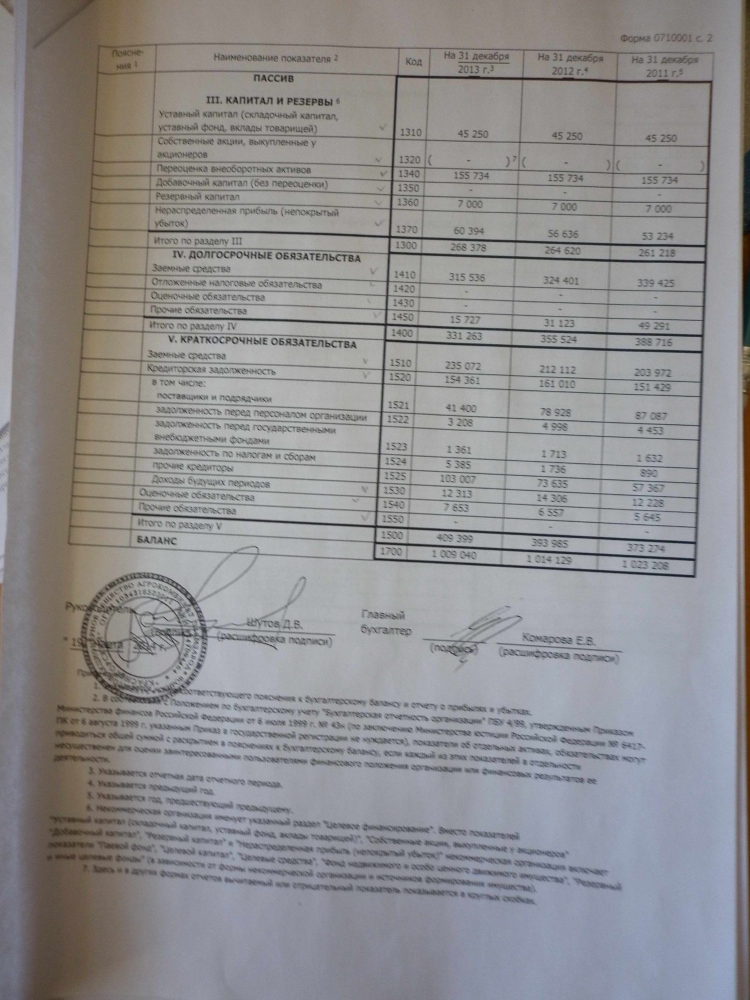 Форма 0710001 с. 2
Поясне-
ния 1
Наименование показателя 2
Код
На 31 декабря
2013 г.3
На 31 декабря
2012 г.4
На 31 декабря
2011 г.5
ПАССИВ
III. КАПИТАЛ И РЕЗЕРВЫ 6
Уставный капитал (складочный капитал,
уставный фонд, вклады товарищей) 1310 45 250 45 250 45 250
Собственные акции, выкупленные у
акционеров 1320 ( - )7 ( - ) ( - )
Переоценка внеоборотных активов 1340 155 734 155 734 155 734
Добавочный капитал (без переоценки) 1350 - - -
Резервный капитал 1360 7 000 7 000 7 000
Нераспределенная прибыль (непокрытый
убыток) 1370 60 394 56 636 53 234
Итого по разделу III 1300 268 378 264 620 261 218
IV. ДОЛГОСРОЧНЫЕ ОБЯЗАТЕЛЬСТВА
Заемные средства 1410 315 536 324 401 339 425
Отложенные налоговые обязательства 1420 - - -
Оценочные обязательства 1430 - - -
Прочие обязательства 1450 15 727 31 123 49 291
Итого по разделу IV 1400 331 263 355 524 388 716
V. КРАТКОСРОЧНЫЕ ОБЯЗАТЕЛЬСТВА
Заемные средства 1510 235 072 212 112 203 972
Кредиторская задолженность 1520 154 361 161 010 151 429
в том числе:
поставщики и подрядчики 1521 41 400 78 928 87 087
задолженность перед персоналом организации 1522 3 208 4 998 4 453
задолженность перед государственными
внебюджетными фондами 1523 1 361 1 713 1 632
задолженность по налогам и сборам 1524 5 385 1 736 890
прочие кредиторы 1525 103 007 73 635 57 367
Доходы будущих периодов 1530 12 313 14 306 12 228
Оценочные обязательства 1540 7 653 6 557 5 645
Прочие обязательства 1550 - - -
Итого по разделу V 1500 409 399 393 985 373 274
БАЛАНС 1700 1 009 040 1 014 129 1 023 208
Руководитель
(подпись)
Шутов Д.В.
(расшифровка подписи)
Главный
бухгалтер
(подпись)
Комарова Е.В.
(расшифровка подписи)
" 19 марта г.
1. соответствующего пояснения к бухгалтерскому балансу и отчету о прибылях и убытках.
2. В с Положением по бухгалтерскому учету "Бухгалтерская отчетность организации" ПБУ 4/99, утвержденным Приказом
Министерства финансов Российской Федерации от 6 июля 1999 г. № 43н (по заключению Министерства юстиции Российской Федерации № 6417-
ПК от 6 августа 1999 г. указанным Приказ в государственной регистрации не нуждается), показатели об отдельных активах, обязательствах могут
приводиться общей суммой с раскрытием в пояснениях к бухгалтерскому балансу, если каждый из этих показателей в отдельности
несущественен для оценки заинтересованными пользователями финансового положения организации или финансовых результатов ее
деятельности.
3. Указывается отчетная дата отчетного периода.
4. Указывается предыдущий год.
5. Указывается год, предшествующий предыдущему.
6. Некоммерческая организация именует указанный раздел "Целевое финансирование". Вместо показателей
"Уставный капитал (складочный капитал, уставный фонд, вклады товарищей)", "Собственные акции, выкупленные у акционеров"
"Добавочный капитал", "Резервный капитал" и "Нераспределенная прибыль (непокрытый убыток)" некоммерческая организация включает
показатели "Паевой фонд", "Целевой капитал", "Целевые средства", "Фонд недвижимого и особо ценного движимого имущества", "Резервный
и иные целевые фонды" (в зависимости от формы некоммерческой организации и источников формирования имущества).
7. Здесь и в других формах отчетов вычитаемый или отрицательный показатель показывается в круглых скобках.